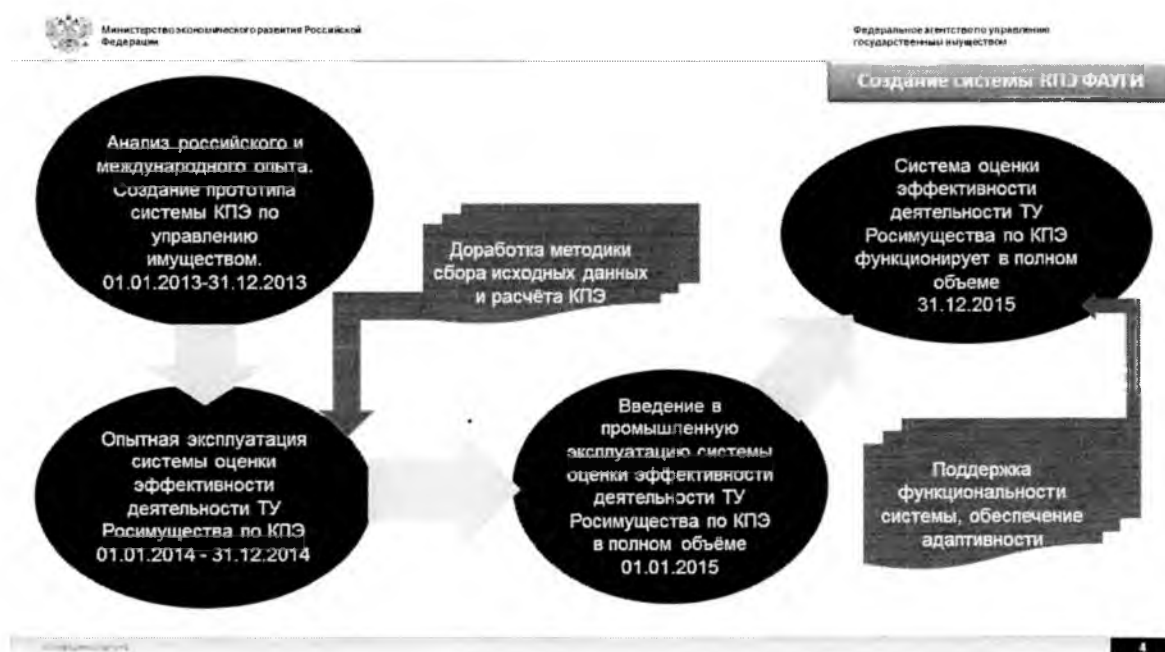 Министерство экономического развития Российской
Федерации
Федеральное агентство по управлению
государственным имуществом
Создание системы КПЭ ФАУГИ
Анализ российского и
международного опыта.
Создание прототипа
системы КПЭ по
управлению
имуществом.
01.01.2013-31.12.2013
Доработка методики
сбора исходных данных
и расчёта КПЭ
Система оценки
эффективности
деятельности ТУ
Росимущества по КПЭ
функционирует в полном
объеме
31.12.2015
Опытная эксплуатация
системы оценки
эффективности
деятельности ТУ
Росимущества по КПЭ
01.01.2014 - 31.12.2014
Введение в
промышленную
эксплуатацию системы
оценки эффективности
деятельности ТУ
Росимущества по КПЭ
в полном объёме
01.01.2015
Поддержка
функциональности
системы, обеспечение
адаптивности
4